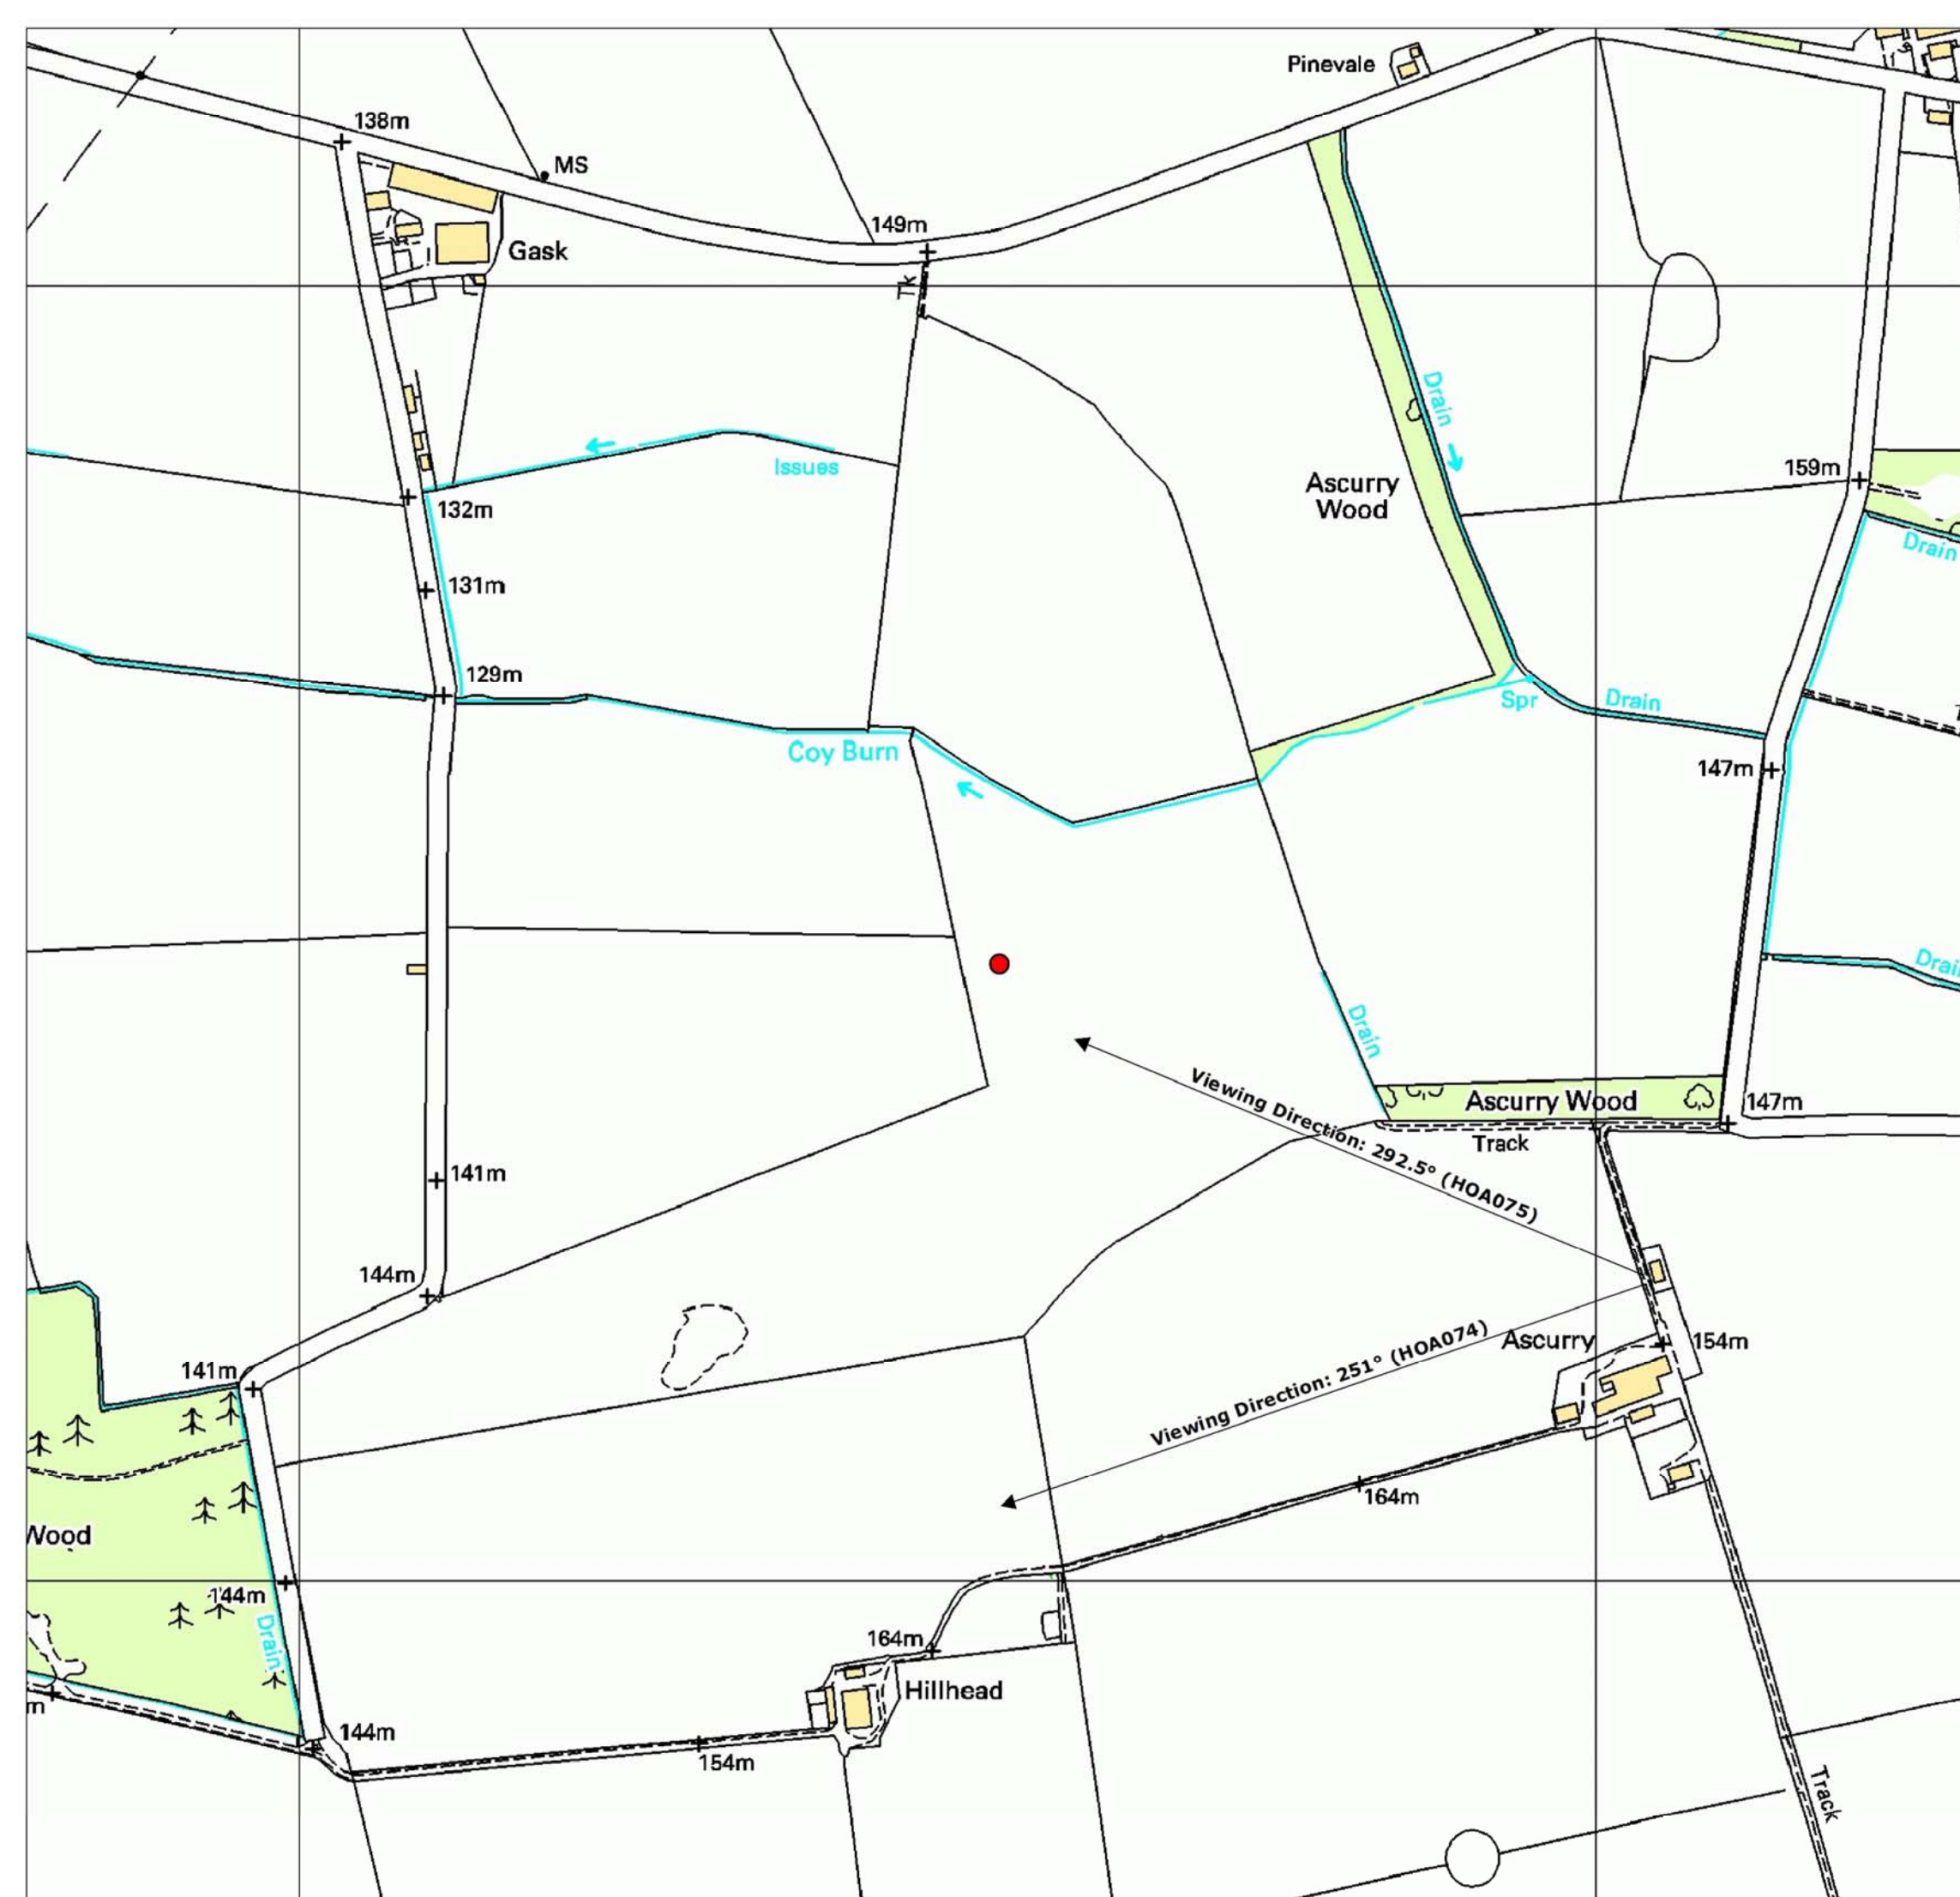 Pinevale
138m
MS
149m
Gask
Tk
Drain
Issues
159m
Ascurry
Wood
132m
Drain
131m
129m
Spr
Drain
Coy Burn
147m
Drain
Viewing Direction: 292.5° (HOA075)
Ascurry Wood
147m
Track
141m
144m
Viewing Direction: 251° (HOA074)
Ascurry
154m
141m
164m
Wood
144m
Drain
164m
Hillhead
m
144m
154m
Track